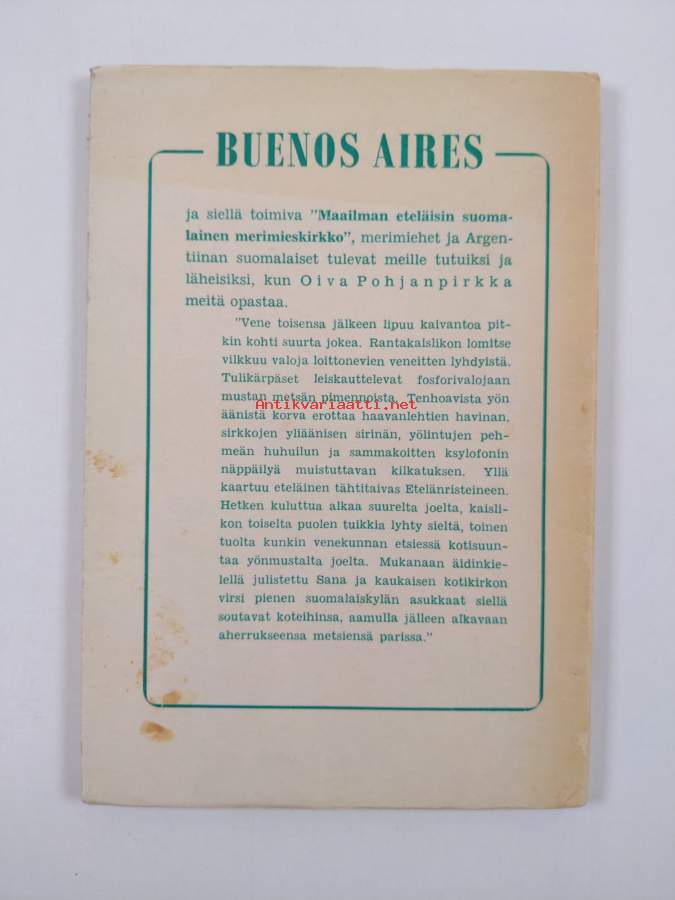 BUENOS AIRES
ja siellä toimiva "Maailman eteläisin suoma-
lainen merimieskirkko", merimiehet ja Argen-
tiinan suomalaiset tulevat meille tutuiksi ja
läheisiksi, kun Oiva Pohjanpirkka
meitä opastaa.
"Vene toisensa jälkeen lipuu kaivantoa pit-
kin kohti suurta jokea. Rantakaislikon lomitse
vilkkuu valoja loittonevien veneitten lyhdyistä.
Tulikärpäset leiskauttelevat fosforivalojaan
mustan metsän pimennoista. Tenhoavista yön
Antikvariaatti.net
äänistä korva erottaa haavanlehtien havinan,
sirkkojen yliäänisen sirinän, yölintujen peh-
meän huhuilun ja sammakoitten ksylofonin
näppäilyä muistuttavan kilkatuksen. Yllä
kaartuu eteläinen tähtitaivas Etelänristeineen.
Hetken kuluttua alkaa suurelta joelta, kaisli-
kon toiselta puolen tuikkia lyhty sieltä, toinen
tuolta kunkin venekunnan etsiessä kotisuun-
taa yönmustalta joelta. Mukanaan äidinkie-
lellä julistettu Sana ja kaukaisen kotikirkon
virsi pienen suomalaiskylän asukkaat siellä
soutavat koteihinsa, aamulla jälleen alkavaan
aherrukseensa metsiensä parissa."